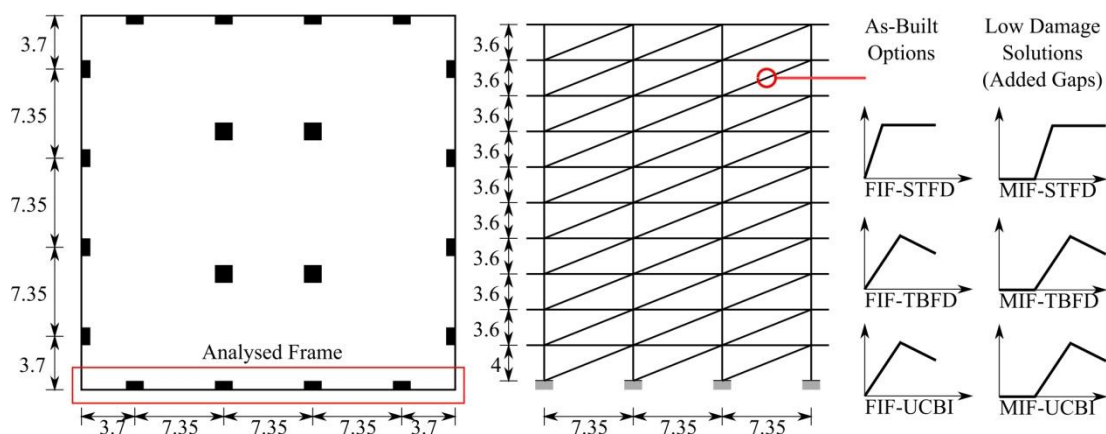 3.7
7.35
7.35
7.35
3.7
Analysed Frame
3.7
7.35
7.35
7.35
3.7
3.6
3.6
3.6
3.6
3.6
3.6
3.6
3.6
3.6
4
7.35
7.35
7.35
As-Built
Options
Low Damage
Solutions
(Added Gaps)
FIF-STFD
MIF-STFD
FIF-TBFD
MIF-TBFD
FIF-UCBI
MIF-UCBI